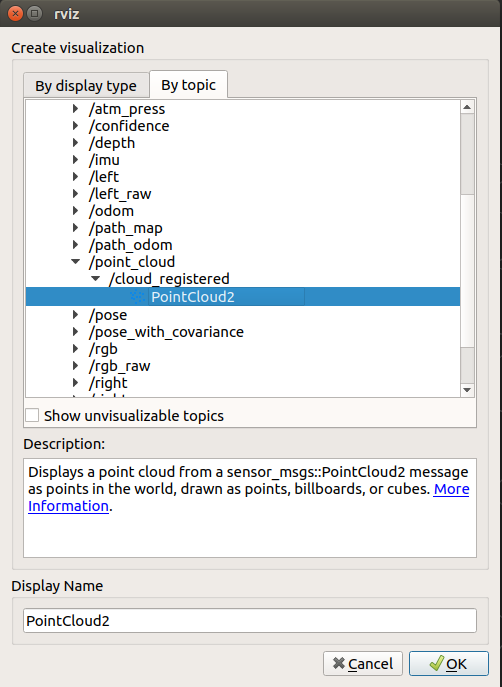 rviz
Create visualization
By display type By topic
/atm_press
/confidence
/depth
/imu
/left
/left_raw
/odom
/path_map
/path_odom
/point_cloud
/cloud_registered
PointCloud2
/pose
/pose_with_covariance
/rgb
/rgb_raw
/right
Show unvisualizable topics
Description:
Displays a point cloud from a sensor_msgs::PointCloud2 message
as points in the world, drawn as points, billboards, or cubes. More
Information.
Display Name
PointCloud2
Cancel OK